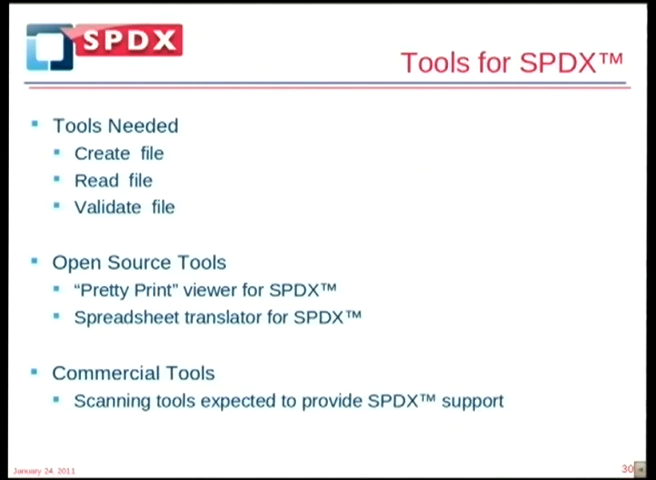 SPDX
Tools for SPDX™
Tools Needed
Create file
Read file
Validate file
Open Source Tools
“Pretty Print” viewer for SPDX™
Spreadsheet translator for SPDX™
Commercial Tools
Scanning tools expected to provide SPDX™ support
January 24, 2011
30